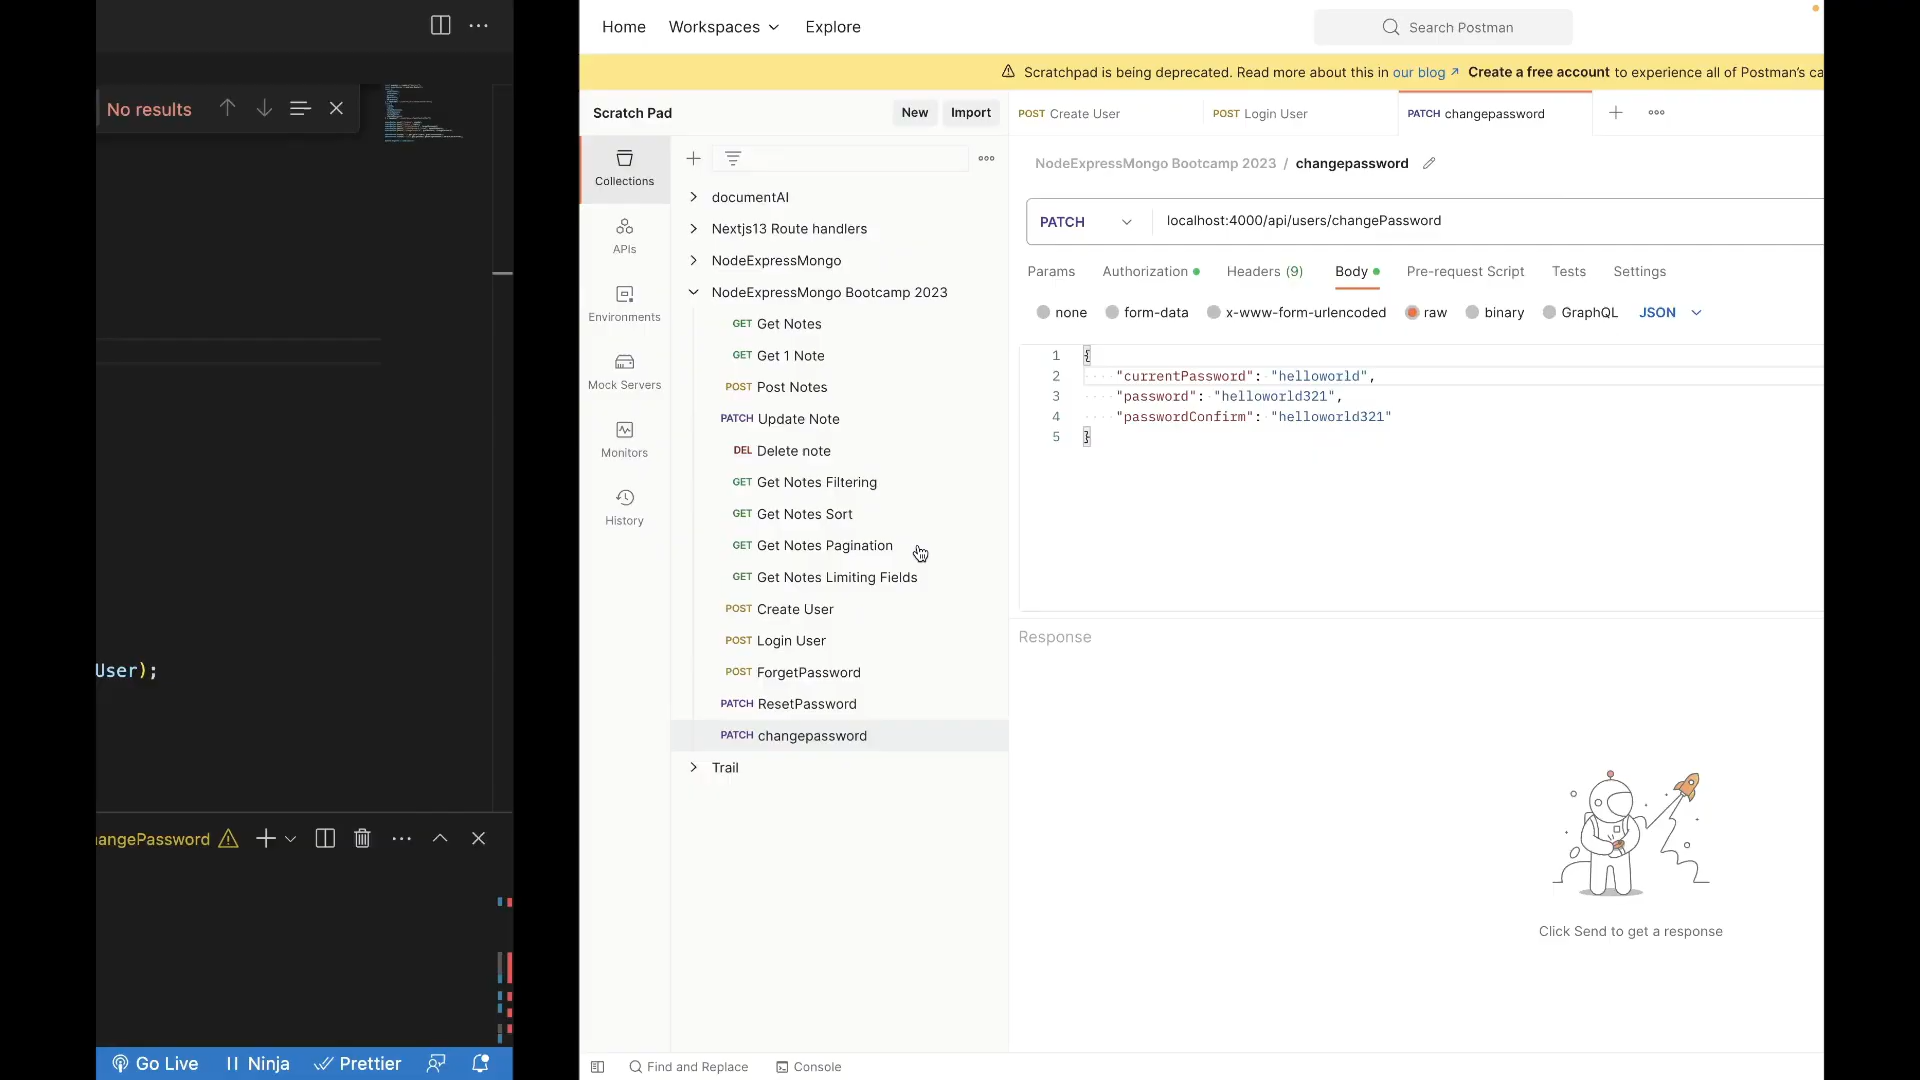 No results
User);
angePassword
Go Live
Ninja
Prettier
Home
Workspaces
Explore
Search Postman
Scratchpad is being deprecated. Read more about this in our blog ↗ Create a free account to experience all of Postman's ca
Scratch Pad
New
Import
POST Create User
POST Login User
PATCH changepassword
Collections
APIs
Environments
Mock Servers
Monitors
History
documentAI
Nextjs13 Route handlers
NodeExpressMongo
NodeExpressMongo Bootcamp 2023
GET Get Notes
GET Get 1 Note
POST Post Notes
PATCH Update Note
DEL Delete note
GET Get Notes Filtering
GET Get Notes Sort
GET Get Notes Pagination
GET Get Notes Limiting Fields
POST Create User
POST Login User
POST ForgetPassword
PATCH ResetPassword
PATCH changepassword
Trail
NodeExpressMongo Bootcamp 2023 / changepassword
PATCH
localhost:4000/api/users/changePassword
Params
Authorization
Headers (9)
Body
Pre-request Script
Tests
Settings
none
form-data
x-www-form-urlencoded
raw
binary
GraphQL
JSON
1 {
2 "currentPassword": "helloworld",
3 "password": "helloworld321",
4 "passwordConfirm": "helloworld321"
5 }
Response
Click Send to get a response
Find and Replace
Console